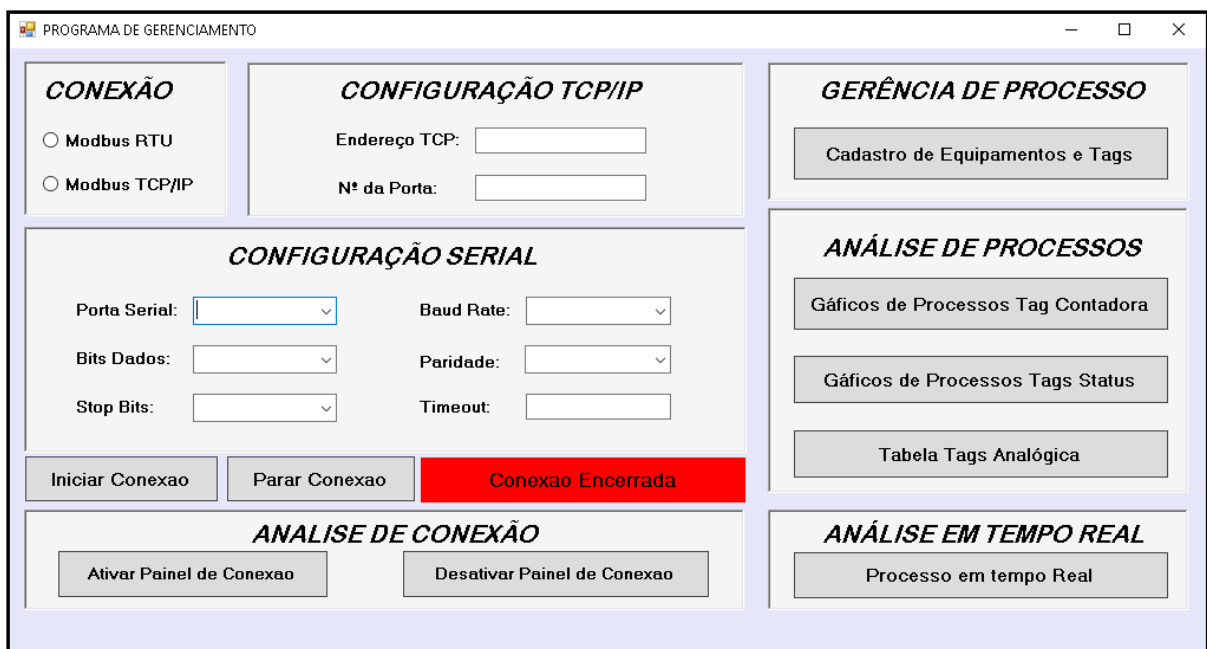 PROGRAMA DE GERENCIAMENTO
CONEXÃO
Modbus RTU
Modbus TCP/IP
CONFIGURAÇÃO TCP/IP
Endereço TCP:
Nº da Porta:
GERÊNCIA DE PROCESSO
Cadastro de Equipamentos e Tags
CONFIGURAÇÃO SERIAL
Porta Serial:
Baud Rate:
Bits Dados:
Paridade:
Stop Bits:
Timeout:
ANÁLISE DE PROCESSOS
Gáficos de Processos Tag Contadora
Gáficos de Processos Tags Status
Tabela Tags Analógica
Iniciar Conexao
Parar Conexao
Conexao Encerrada
ANALISE DE CONEXÃO
Ativar Painel de Conexao
Desativar Painel de Conexao
ANÁLISE EM TEMPO REAL
Processo em tempo Real